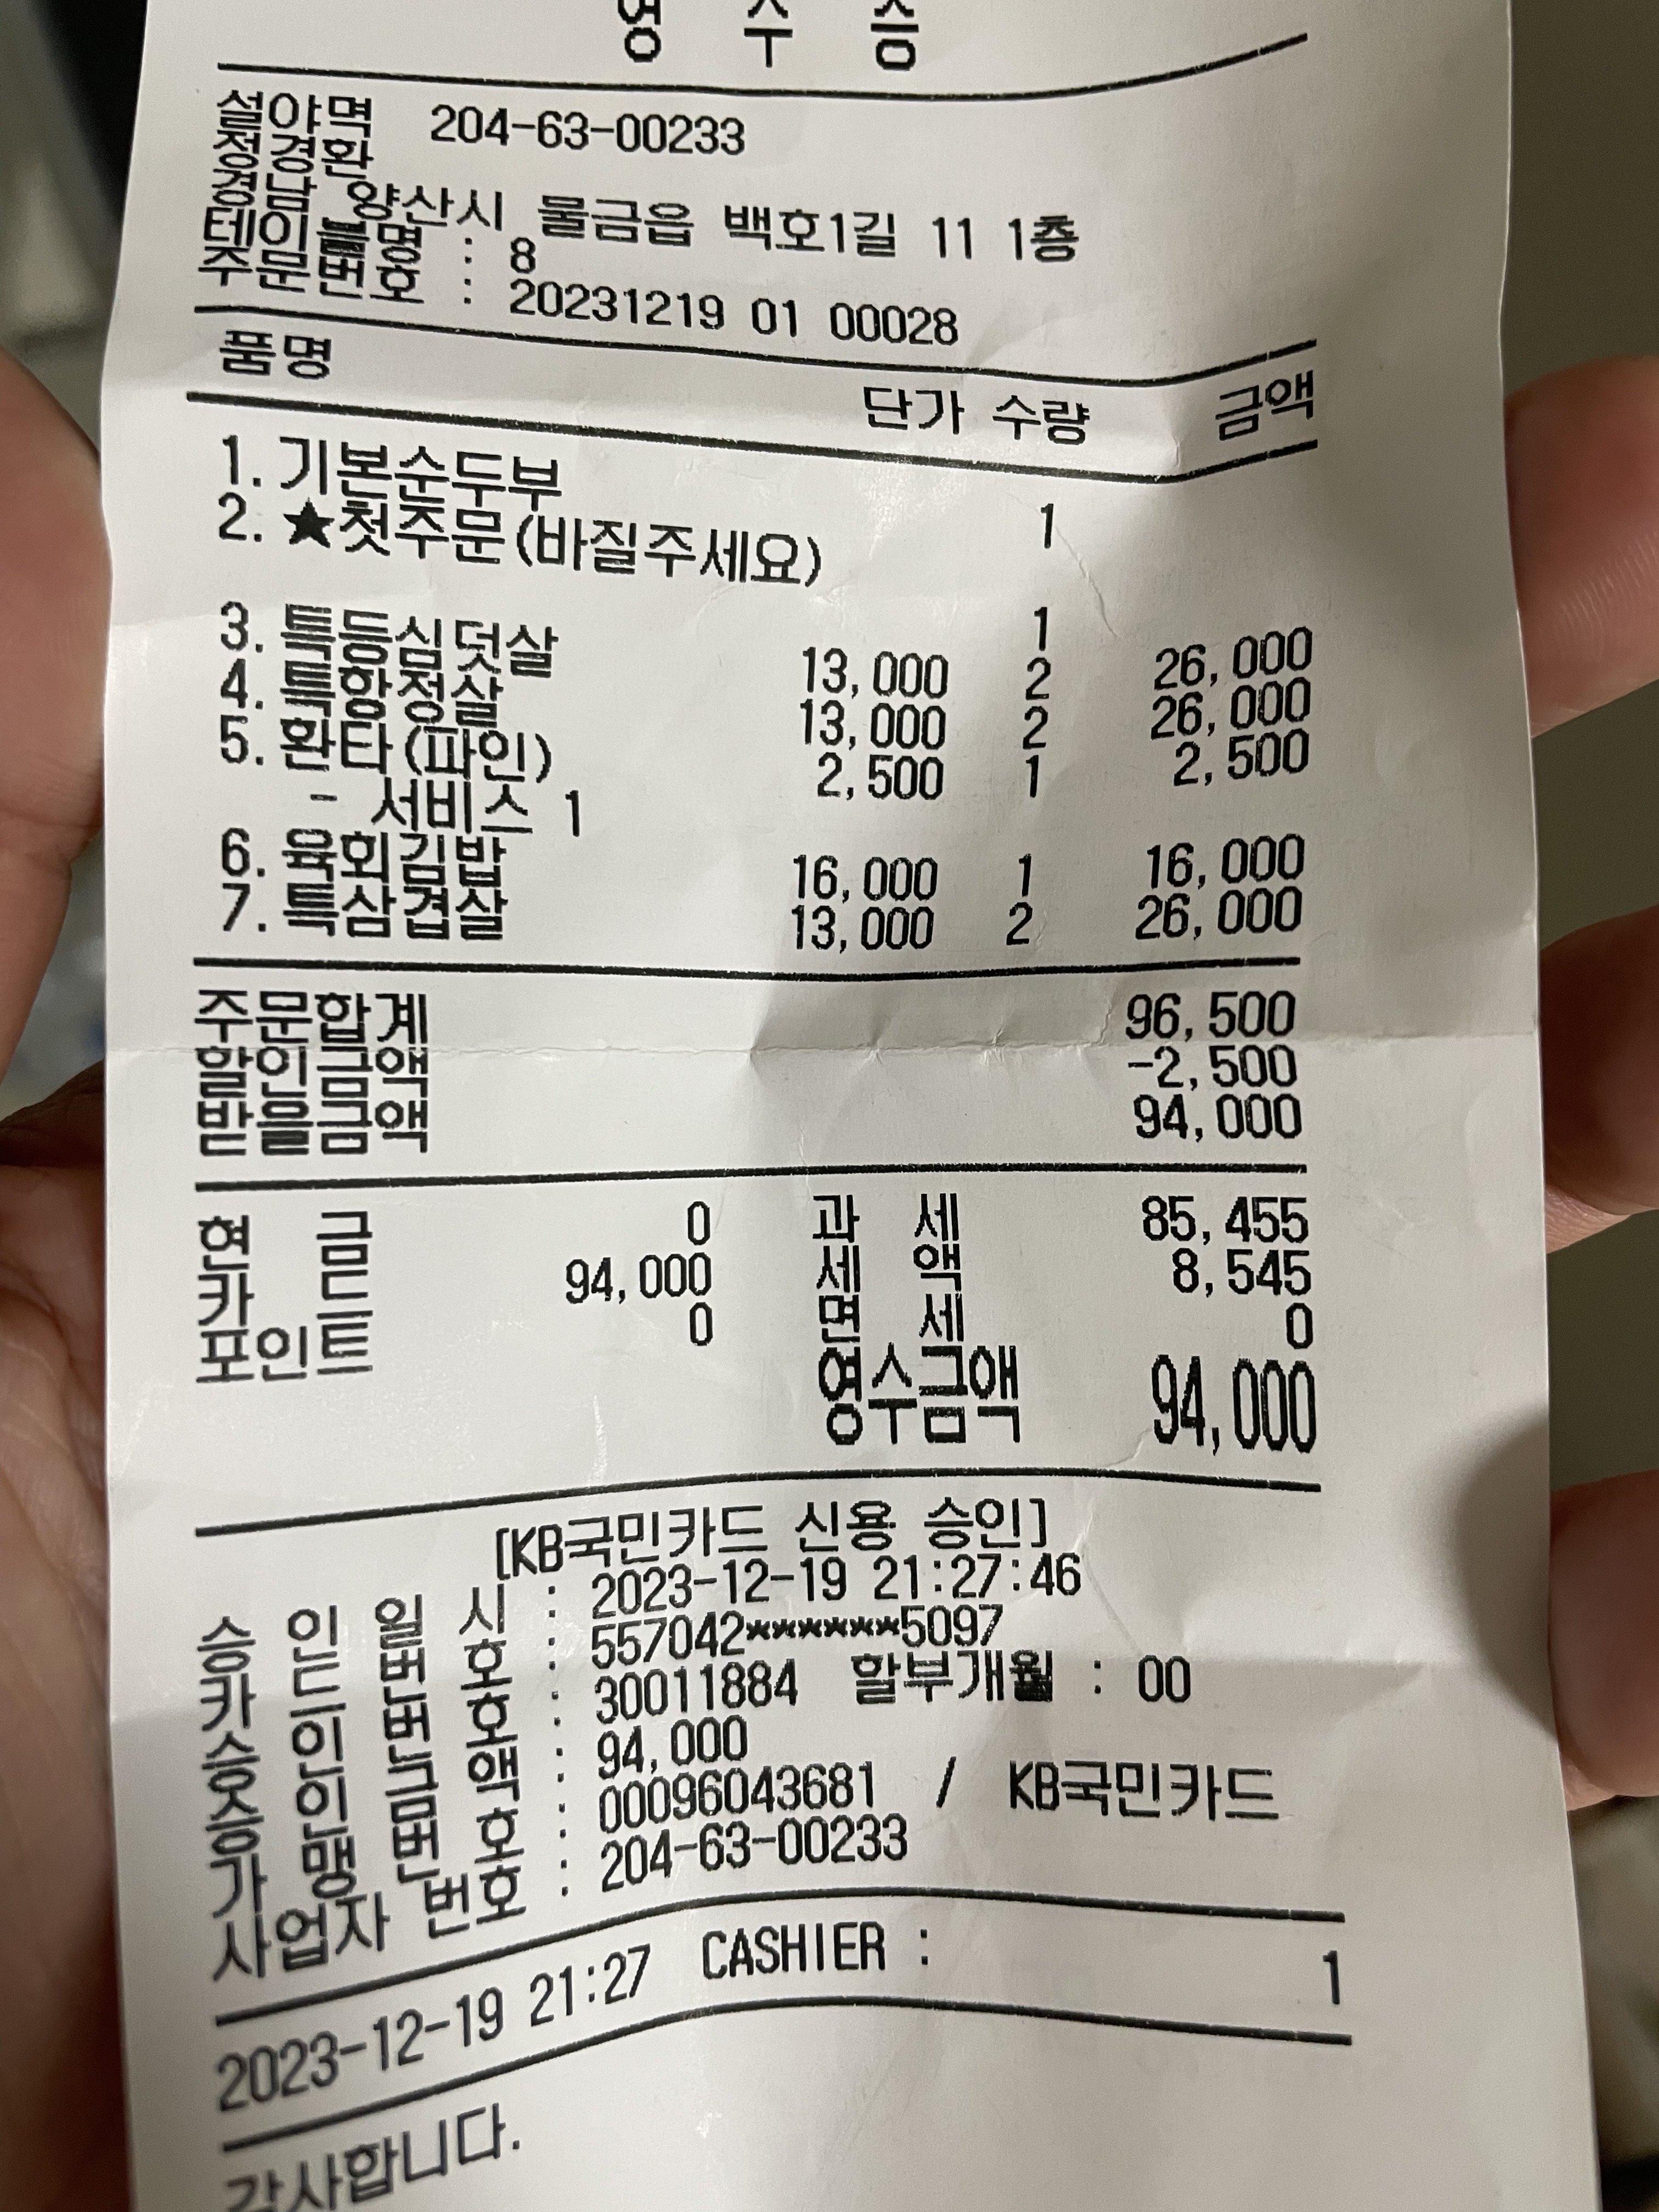 영 수 증
설야멱 204-63-00233
정경환
경남 양산시 물금읍 백호1길 11 1층
테이블명 : 8
주문번호 : 20231219 01 00028
품명 단가 수량 금액
1. 기본순두부 1
2. ★첫주문(바질주세요) 1
3. 특등심덧살 13,000 2 26,000
4. 특항정살 13,000 2 26,000
5. 환타(파인) 2,500 1 2,500
- 서비스 1
6. 육회김밥 16,000 1 16,000
7. 특삼겹살 13,000 2 26,000
주문합계 96,500
할인금액 -2,500
받을금액 94,000
현 금 0 과 세 85,455
카 드 94,000 세 액 8,545
포인트 0 면 세 0
영수금액 94,000
[KB국민카드 신용 승인]
승 인 일 시 : 2023-12-19 21:27:46
카 드 번 호 : 557042******5097
승 인 번 호 : 30011884 할부개월 : 00
승 인 금 액 : 94,000
가 맹 번 호 : 00096043681 / KB국민카드
사업자 번호 : 204-63-00233
2023-12-19 21:27 CASHIER : 1
감사합니다.